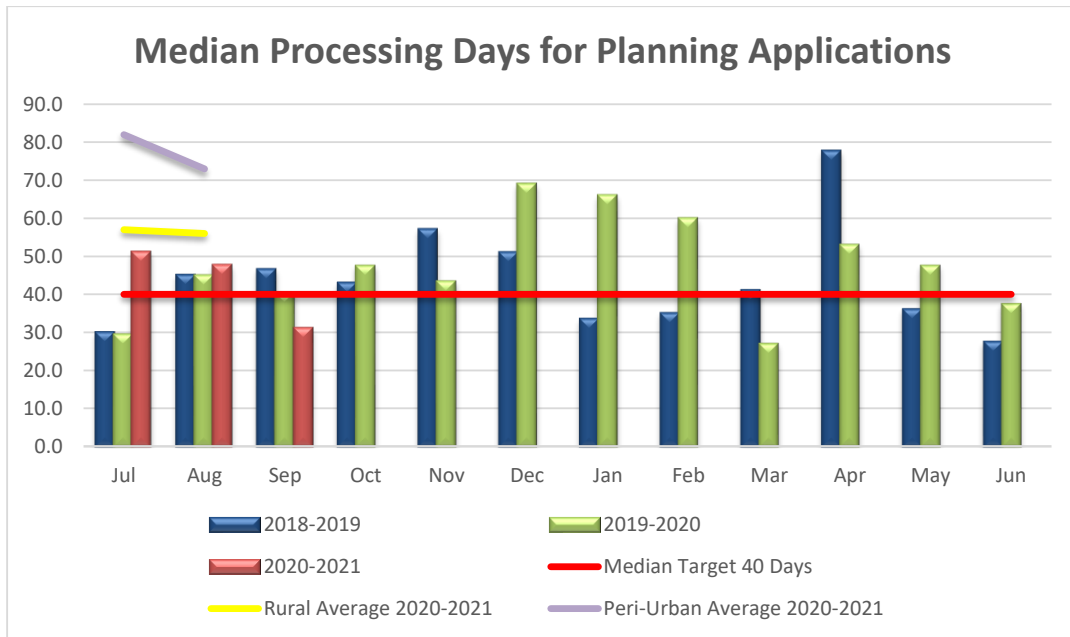 Median Processing Days for Planning Applications
90.0
80.0
70.0
60.0
50.0
40.0
30.0
20.0
10.0
0.0
Jul Aug Sep Oct Nov Dec Jan Feb Mar Apr May Jun
2018-2019 2019-2020
2020-2021 Median Target 40 Days
Rural Average 2020-2021 Peri-Urban Average 2020-2021